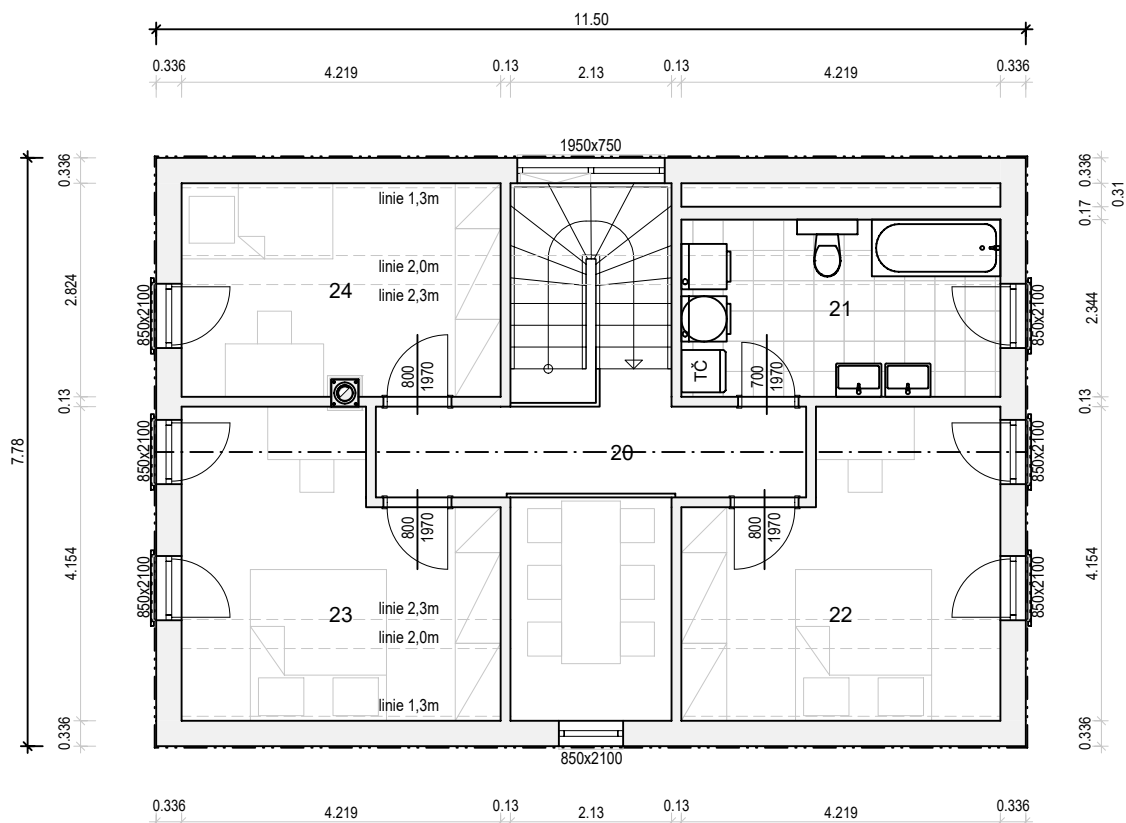 11.50
0.336
4.219
0.13
2.13
0.13
4.219
0.336
1950x750
7.78
0.336
2.824
0.13
4.154
0.336
0.336
0.31
0.17
2.344
0.13
4.154
0.336
linie 1,3m
linie 2,0m
linie 2,3m
24
21
TČ
850x2100
850x2100
800
1970
700
1970
850x2100
20
850x2100
800
1970
800
1970
850x2100
850x2100
23
22
linie 2,3m
linie 2,0m
linie 1,3m
850x2100
0.336
4.219
0.13
2.13
0.13
4.219
0.336